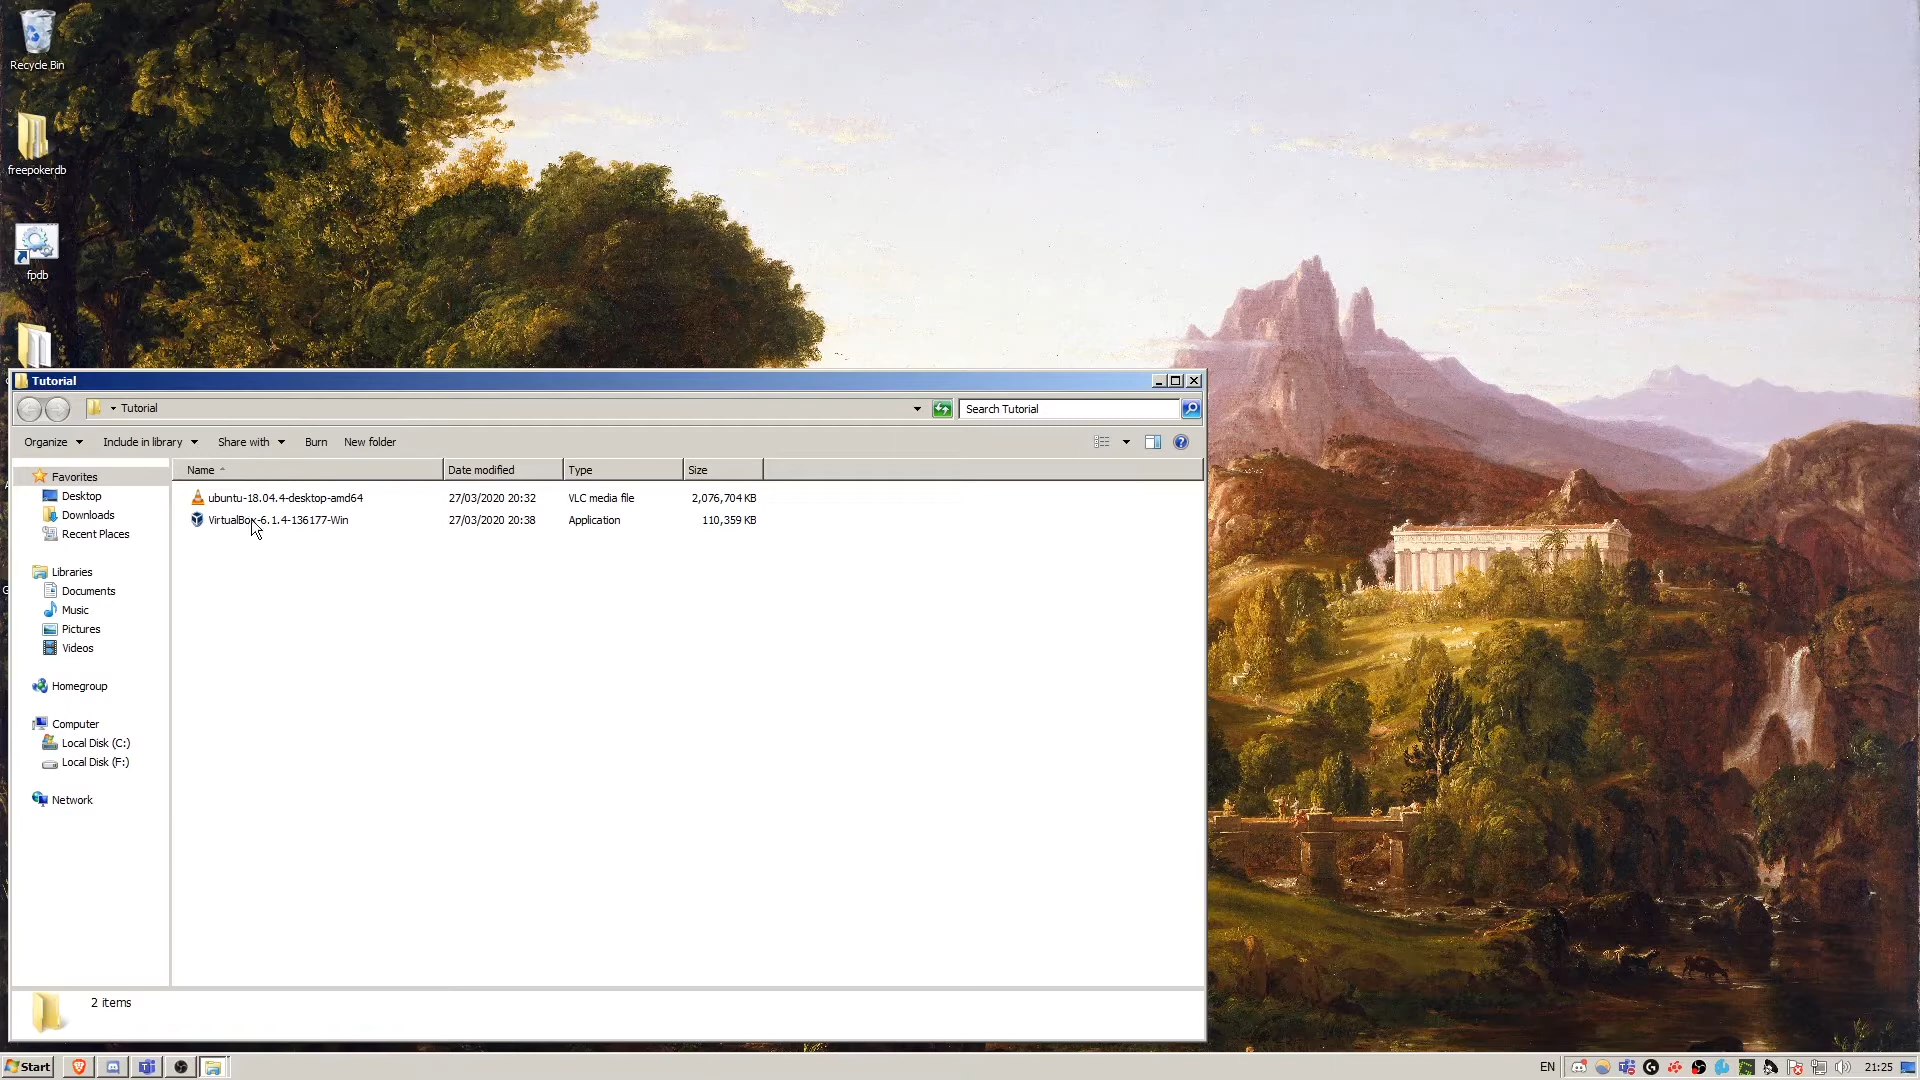 Recycle Bin
freepokerdb
fpdb
Tutorial
Tutorial
Search Tutorial
Organize
Include in library
Share with
Burn
New folder
Name
Date modified
Type
Size
Favorites
Desktop
Downloads
Recent Places
Libraries
Documents
Music
Pictures
Videos
Homegroup
Computer
Local Disk (C:)
Local Disk (F:)
Network
ubuntu-18.04.4-desktop-amd64 27/03/2020 20:32 VLC media file 2,076,704 KB
VirtualBox-6.1.4-136177-Win 27/03/2020 20:38 Application 110,359 KB
2 items
Start
EN
21:25